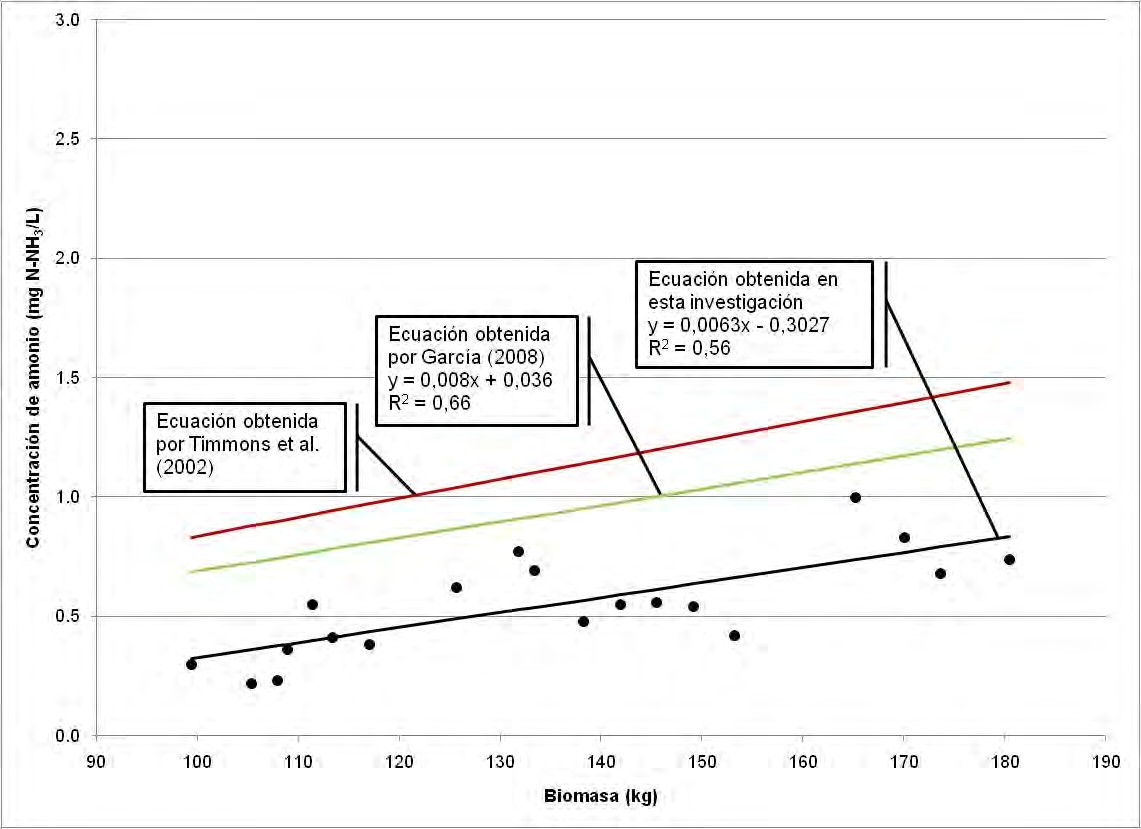 3.0
2.5
2.0
1.5
1.0
0.5
0.0
Concentración de amonio (mg N-NH3/L)
Ecuación obtenida en
esta investigación
y = 0,0063x - 0,3027
R2 = 0,56
Ecuación obtenida
por García (2008)
y = 0,008x + 0,036
R2 = 0,66
Ecuación obtenida
por Timmons et al.
(2002)
90 100 110 120 130 140 150 160 170 180 190
Biomasa (kg)